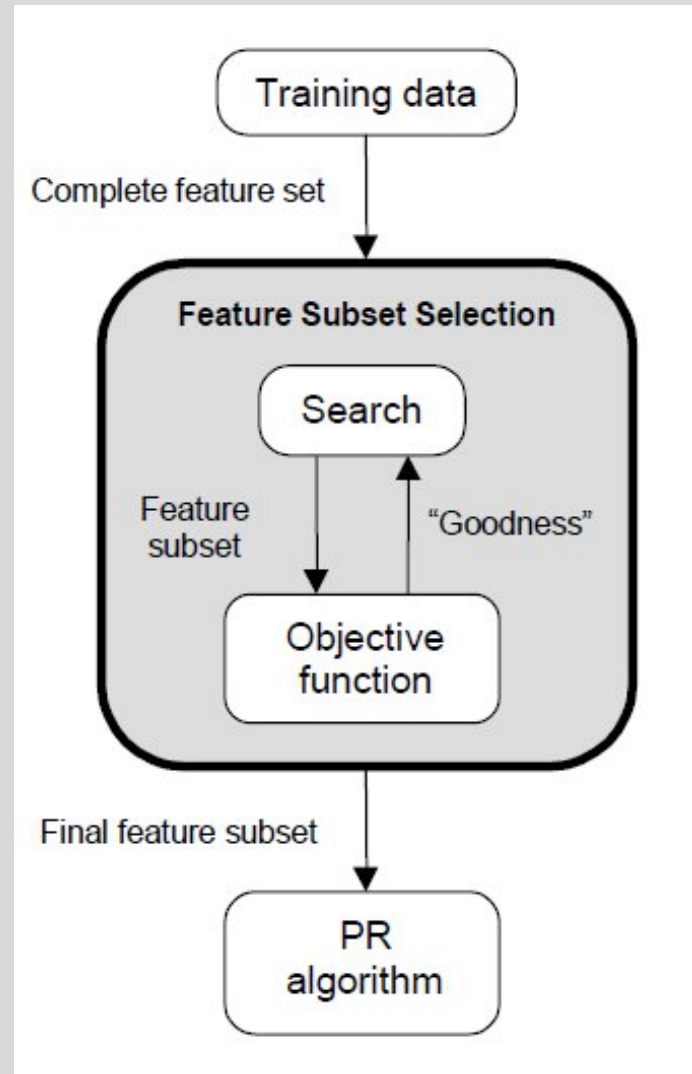 Training data
Complete feature set
Feature Subset Selection
Search
Feature
subset
“Goodness”
Objective
function
Final feature subset
PR
algorithm